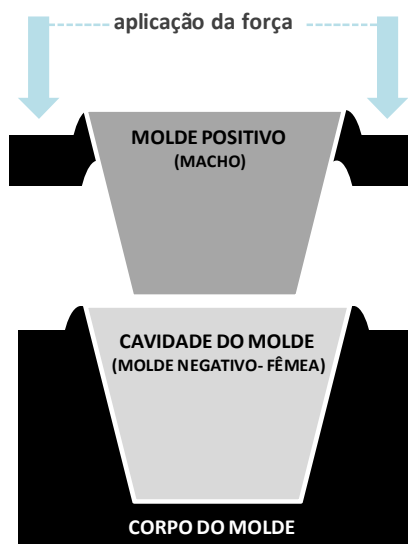 aplicação da força
MOLDE POSITIVO
(MACHO)
CAVIDADE DO MOLDE
(MOLDE NEGATIVO- FÊMEA)
CORPO DO MOLDE